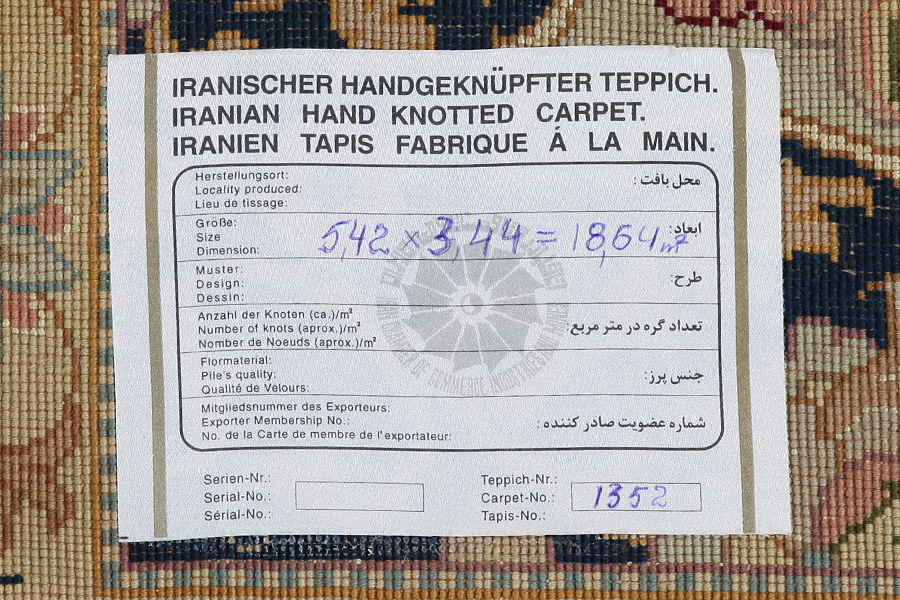 IRANISCHER HANDGEKNÜPFTER TEPPICH.
IRANIAN HAND KNOTTED CARPET.
IRANIEN TAPIS FABRIQUE Á LA MAIN.
Herstellungsort:
Locality produced:
Lieu de tissage:
محل بافت :
Größe:
Size
Dimension:
5,42 × 3,44 = 18,64 m²
ابعاد:
Muster:
Design:
Dessin:
طرح:
Anzahl der Knoten (ca.)/m²
Number of knots (aprox.)/m²
Nomber de Noeuds (aprox.)/m²
تعداد گره در متر مربع:
Flormaterial:
Pile's quality:
Qualité de Velours:
جنس پرز:
Mitgliedsnummer des Exporteurs:
Exporter Membership No.:
No. de la Carte de membre de l'exportateur:
شماره عضویت صادر کننده :
Serien-Nr.:
Serial-No.:
Sérial-No.:
Teppich-Nr.:
Carpet-No.:
Tapis-No.:
1352